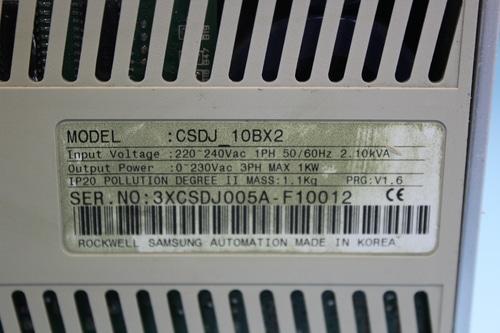 MODEL :CSDJ_10BX2
Input Voltage :220~240Vac 1PH 50/60Hz 2.10kVA
Output Power :0~230Vac 3PH MAX 1KW
IP20 POLLUTION DEGREE II MASS:1.1Kg PRG:V1.6
SER.NO:3XCSDJ005A-F10012 CE
ROCKWELL SAMSUNG AUTOMATION MADE IN KOREA